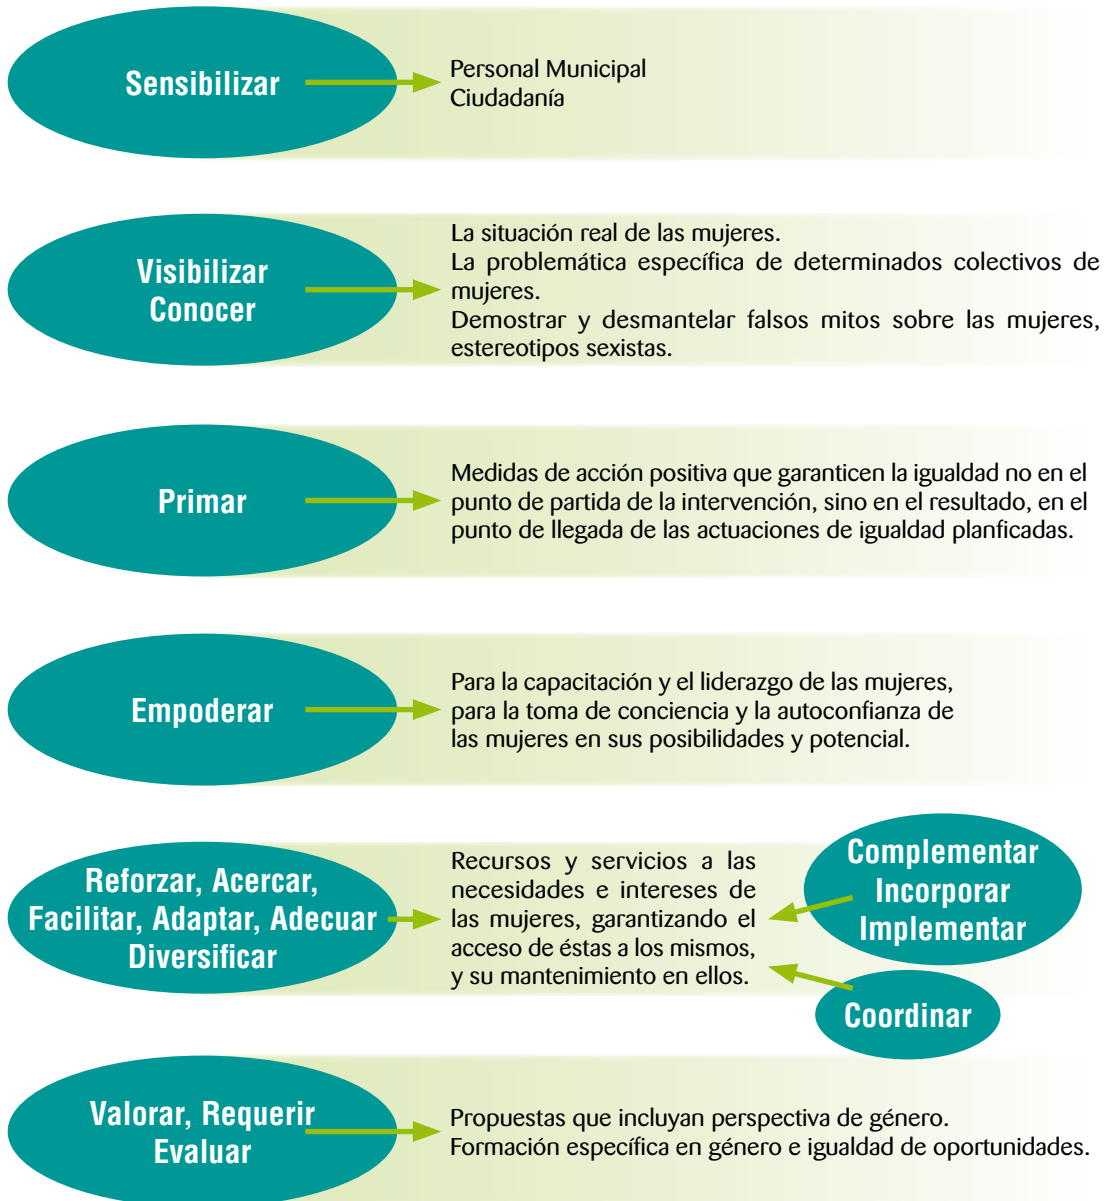 Sensibilizar
Personal Municipal
Ciudadanía
Visibilizar
Conocer
La situación real de las mujeres.
La problemática específica de determinados colectivos de
mujeres.
Demostrar y desmantelar falsos mitos sobre las mujeres,
estereotipos sexistas.
Primar
Medidas de acción positiva que garanticen la igualdad no en el
punto de partida de la intervención, sino en el resultado, en el
punto de llegada de las actuaciones de igualdad planficadas.
Empoderar
Para la capacitación y el liderazgo de las mujeres,
para la toma de conciencia y la autoconfianza de
las mujeres en sus posibilidades y potencial.
Reforzar, Acercar,
Facilitar, Adaptar, Adecuar
Diversificar
Recursos y servicios a las
necesidades e intereses de
las mujeres, garantizando el
acceso de éstas a los mismos,
y su mantenimiento en ellos.
Complementar
Incorporar
Implementar
Coordinar
Valorar, Requerir
Evaluar
Propuestas que incluyan perspectiva de género.
Formación específica en género e igualdad de oportunidades.